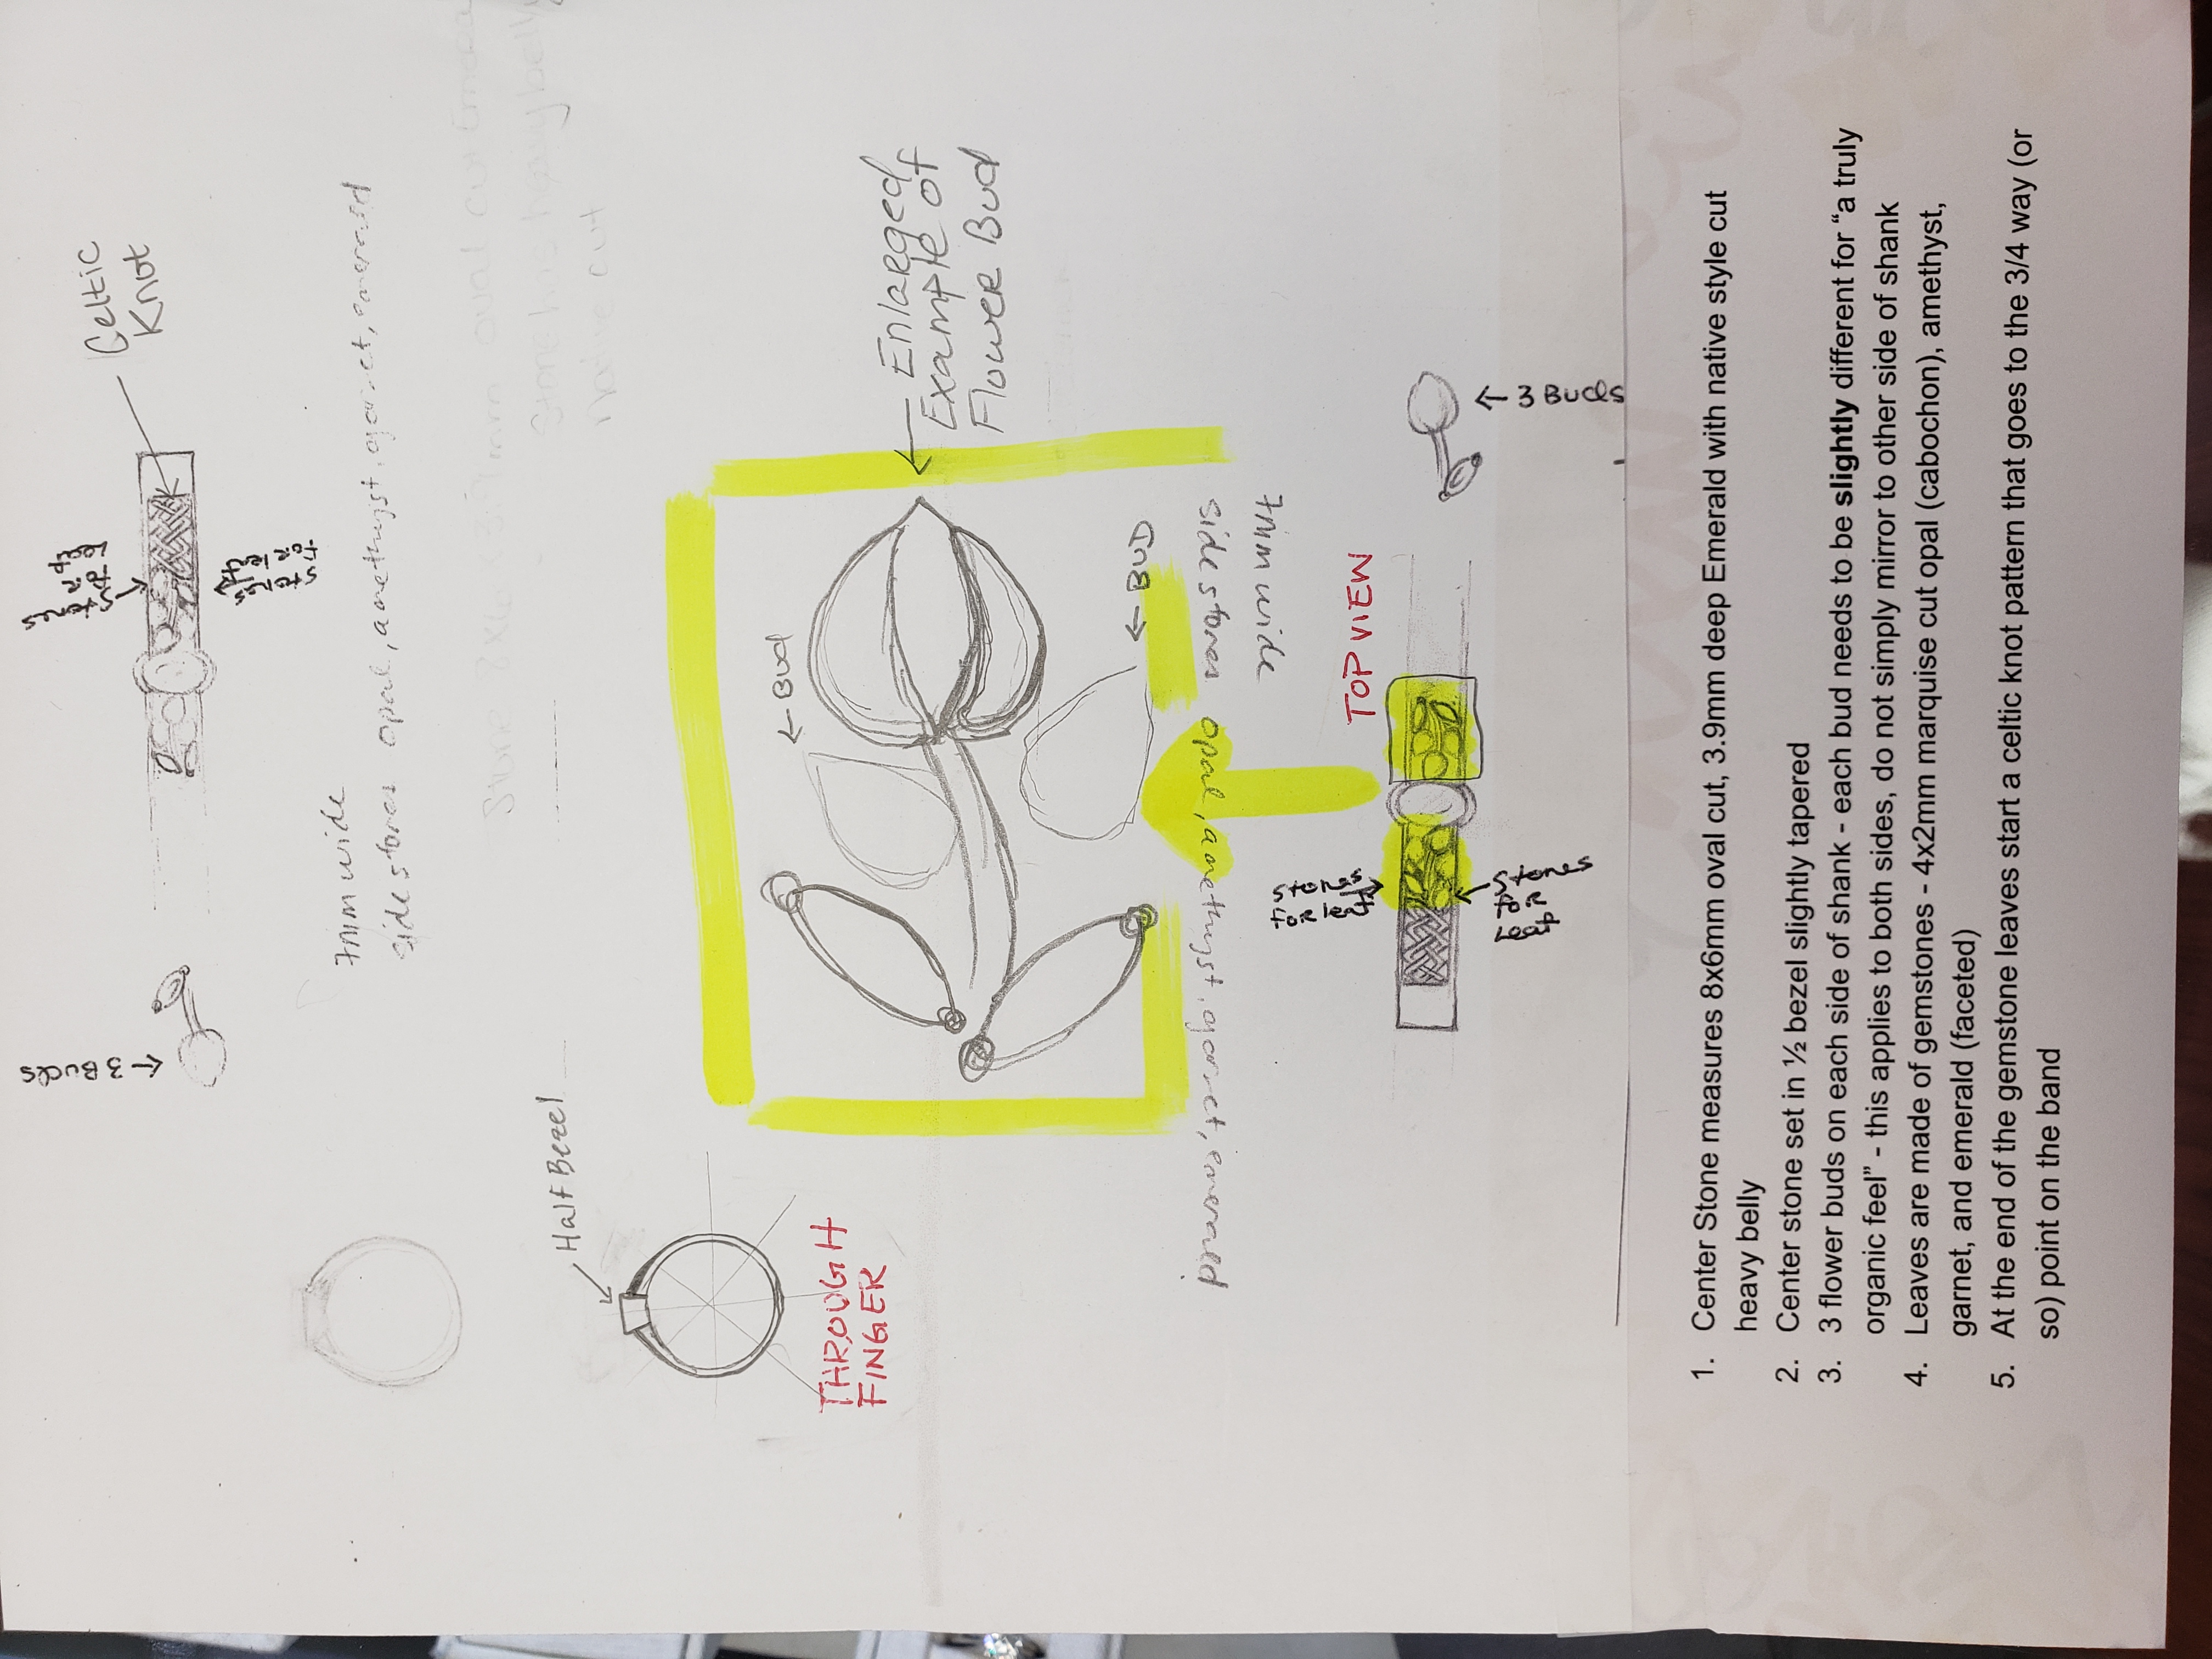 ← 3 Buds
Stones
FOR
Leaf
Celtic
Knot
Stones
FOR leaf
7mm wide
side stones opal, amethyst, garnet, emerald
Stone 8x6 3.9mm oval cut Emera
Stone has heavy belly
Native cut
Half Bezel
THROUGH
FINGER
← Bud
← Enlarged
Example of
Flower Bud
← BUD
side stones opal, amethyst, garnet, emerald
7mm wide
Stones
FOR leaf
TOP VIEW
Stones
FOR
Leaf
← 3 Buds
1. Center Stone measures 8x6mm oval cut, 3.9mm deep Emerald with native style cut
heavy belly
2. Center stone set in ½ bezel slightly tapered
3. 3 flower buds on each side of shank - each bud needs to be slightly different for “a truly
organic feel” - this applies to both sides, do not simply mirror to other side of shank
4. Leaves are made of gemstones - 4x2mm marquise cut opal (cabochon), amethyst,
garnet, and emerald (faceted)
5. At the end of the gemstone leaves start a celtic knot pattern that goes to the 3/4 way (or
so) point on the band